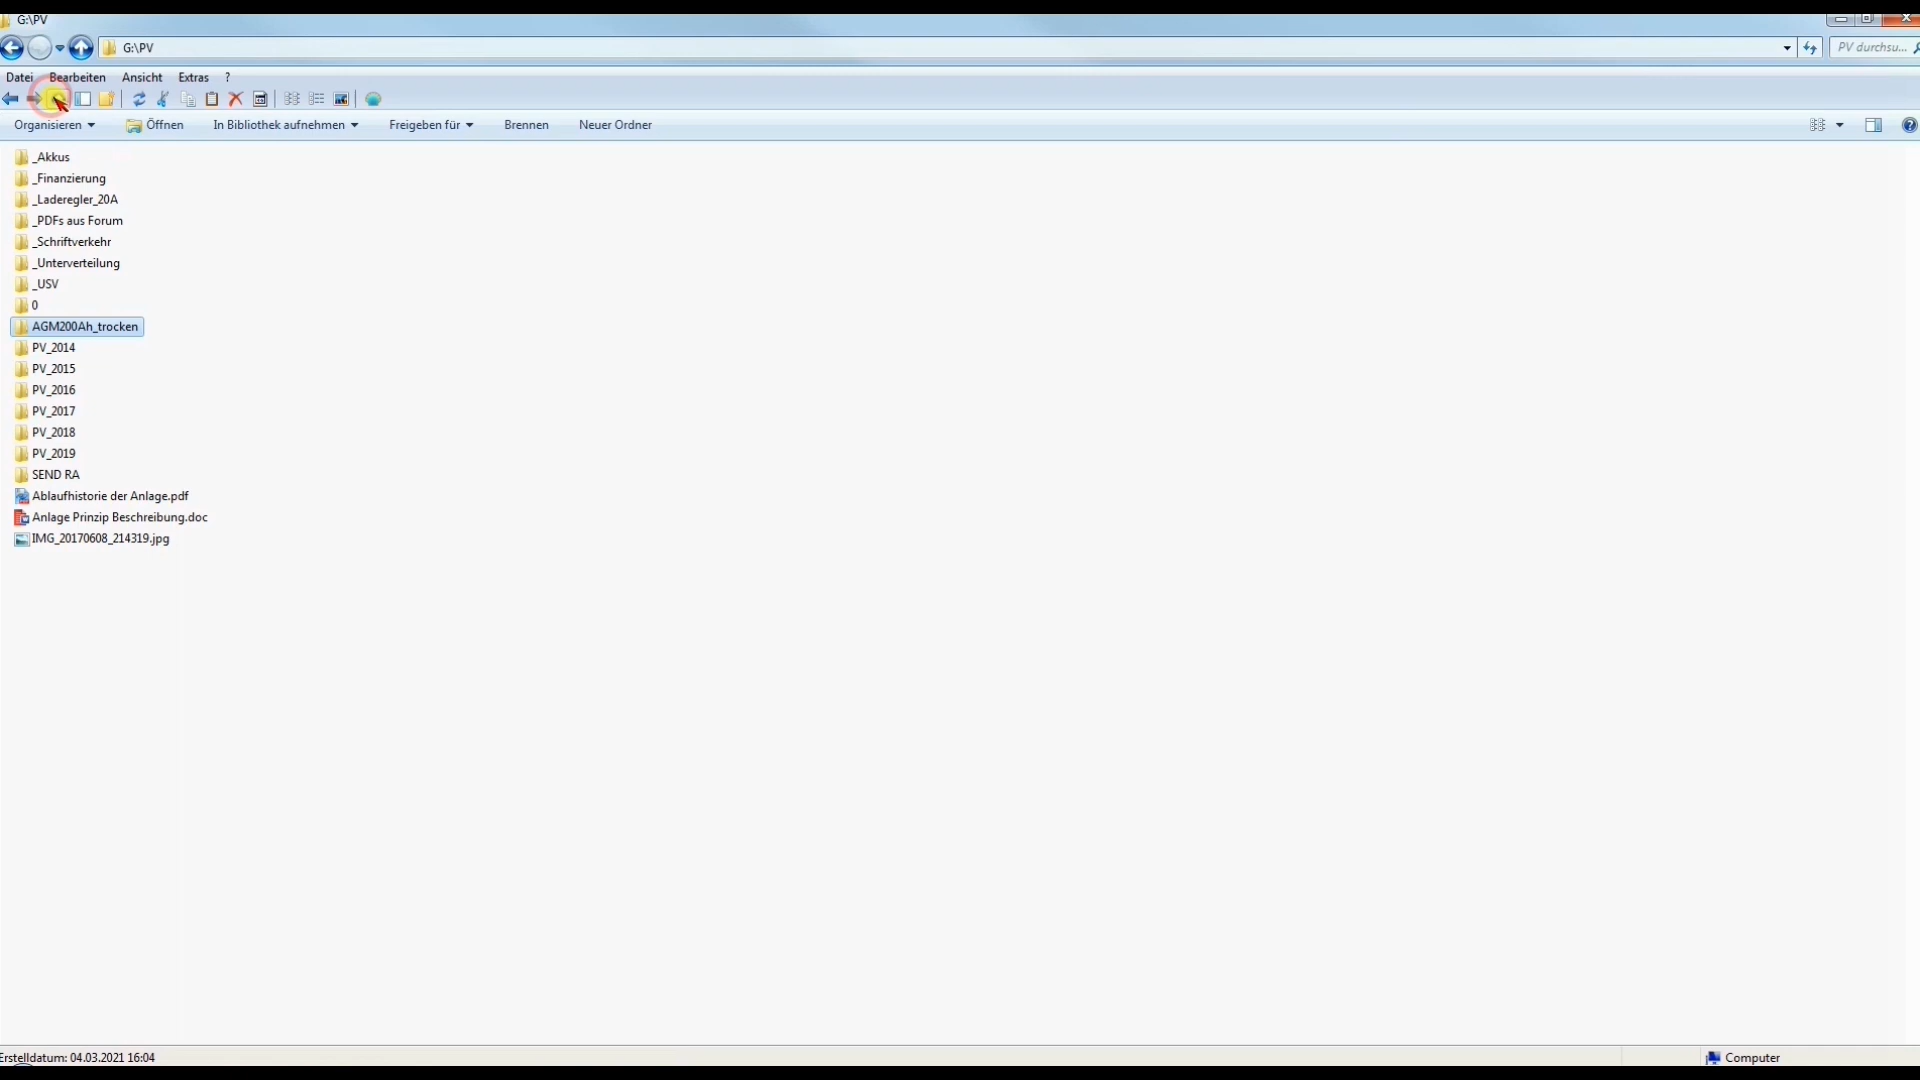 G:\PV
G:\PV
PV durchsu...
Datei Bearbeiten Ansicht Extras ?
Organisieren Öffnen In Bibliothek aufnehmen Freigeben für Brennen Neuer Ordner
_Akkus
_Finanzierung
_Laderegler_20A
_PDFs aus Forum
_Schriftverkehr
_Unterverteilung
_USV
0
AGM200Ah_trocken
PV_2014
PV_2015
PV_2016
PV_2017
PV_2018
PV_2019
SEND RA
Ablaufhistorie der Anlage.pdf
Anlage Prinzip Beschreibung.doc
IMG_20170608_214319.jpg
Erstelldatum: 04.03.2021 16:04
Computer